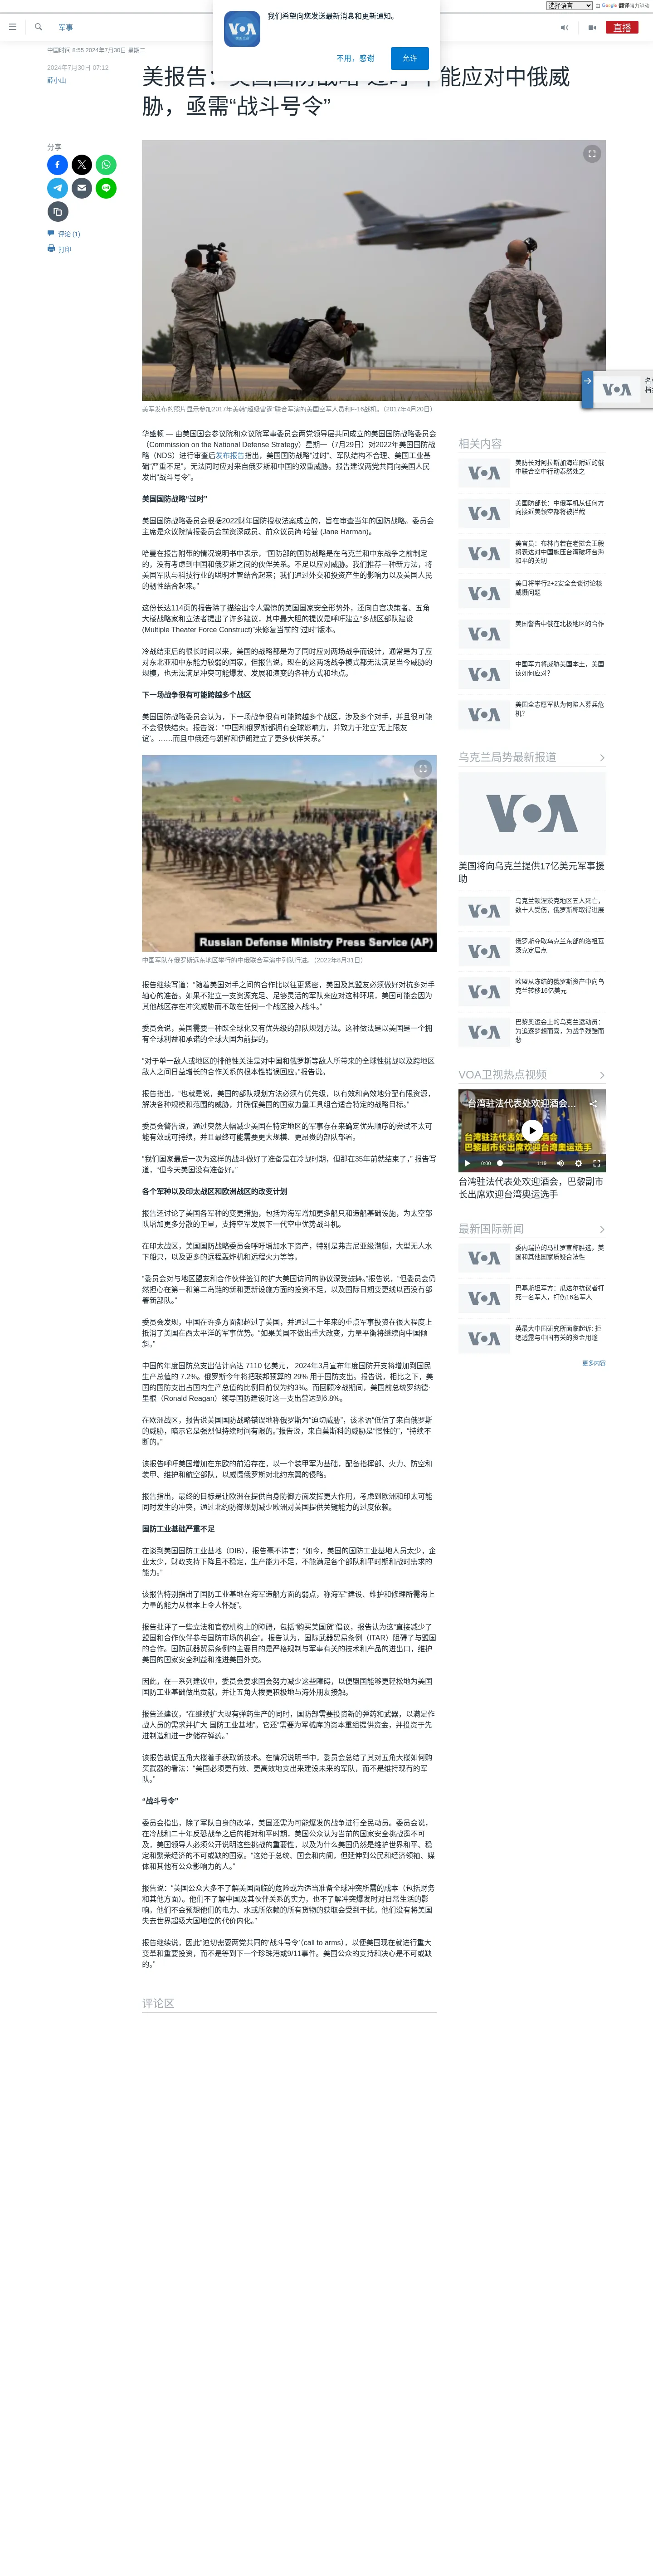 选择语言
由 Google 翻译强力驱动
我们希望向您发送最新消息和更新通知。
不用，感谢
允许
军事
直播
中国时间 8:55 2024年7月30日 星期二
2024年7月30日 07:12
薛小山
胁，亟需“战斗号令”
分享
评论 (1)
打印
美军发布的照片显示参加2017年美韩“超级雷霆”联合军演的美国空军人员和F-16战机。（2017年4月20日）
华盛顿 — 由美国国会参议院和众议院军事委员会两党领导层共同成立的美国国防战略委员会
（Commission on the National Defense Strategy）星期一（7月29日）对2022年美国国防战
略（NDS）进行审查后发布报告指出，美国国防战略“过时”、军队结构不合理、美国工业基
础“严重不足”，无法同时应对来自俄罗斯和中国的双重威胁。报告建议两党共同向美国人民
发出“战斗号令”。
美国国防战略“过时”
美国国防战略委员会根据2022财年国防授权法案成立的，旨在审查当年的国防战略。委员会
主席是众议院情报委员会前资深成员、前众议员简·哈曼 (Jane Harman)。
哈曼在报告附带的情况说明书中表示，“国防部的国防战略是在乌克兰和中东战争之前制定
的，没有考虑到中国和俄罗斯之间的伙伴关系。不足以应对威胁。我们推荐一种新方法，将
美国军队与科技行业的聪明才智结合起来；我们通过外交和投资产生的影响力以及美国人民
的韧性结合起来。”
这份长达114页的报告除了描绘出令人震惊的美国国家安全形势外，还向白宫决策者、五角
大楼战略家和立法者提出了许多建议，其中最大胆的提议是呼吁建立“多战区部队建设
(Multiple Theater Force Construct)”来修复当前的“过时”版本。
冷战结束后的很长时间以来，美国的战略都是为了同时应对两场战争而设计，通常是为了应
对东北亚和中东能力较弱的国家，但报告说，现在的这两场战争模式都无法满足当今威胁的
规模，也无法满足冲突可能爆发、发展和演变的各种方式和地点。
下一场战争很有可能跨越多个战区
美国国防战略委员会认为，下一场战争很有可能跨越多个战区，涉及多个对手，并且很可能
不会很快结束。报告说：“中国和俄罗斯都拥有全球影响力，并致力于建立‘无上限友
谊’。……而且中俄还与朝鲜和伊朗建立了更多伙伴关系。”
Russian Defense Ministry Press Service (AP)
中国军队在俄罗斯远东地区举行的中俄联合军演中列队行进。（2022年8月31日）
报告继续写道：“随着美国对手之间的合作比以往更紧密，美国及其盟友必须做好对抗多对手
轴心的准备。如果不建立一支资源充足、足够灵活的军队来应对这种环境，美国可能会因为
其他战区存在冲突威胁而不敢在任何一个战区投入战斗。”
委员会说，美国需要一种既全球化又有优先级的部队规划方法。这种做法是以美国是一个拥
有全球利益和承诺的全球大国为前提的。
“对于单一敌人或地区的排他性关注是对中国和俄罗斯等敌人所带来的全球性挑战以及跨地区
敌人之间日益增长的合作关系的根本性错误回应。”报告说。
报告指出，“也就是说，美国的部队规划方法必须有优先级，以有效和高效地分配有限资源，
解决各种规模和范围的威胁，并确保美国的国家力量工具组合适合特定的战略目标。”
委员会警告说，通过突然大幅减少美国在特定地区的军事存在来确定优先顺序的尝试不太可
能有效或可持续，并且最终可能需要更大规模、更昂贵的部队部署。
“我们国家最后一次为这样的战斗做好了准备是在冷战时期，但那在35年前就结束了，” 报告写
道，“但今天美国没有准备好。”
各个军种以及印太战区和欧洲战区的改变计划
报告还讨论了美国各军种的变更措施，包括为海军增加更多船只和造船基础设施，为太空部
队增加更多分散的卫星，支持空军发展下一代空中优势战斗机。
在印太战区，美国国防战略委员会呼吁增加水下资产，特别是弗吉尼亚级潜艇，大型无人水
下船只，以及更多的远程轰炸机和远程火力等等。
“委员会对与地区盟友和合作伙伴签订的扩大美国访问的协议深受鼓舞。”报告说，“但委员会仍
然担心在第一和第二岛链的新和更新设施方面的投资不足，以及国际日期变更线以西没有部
署新部队。”
委员会发现，中国在许多方面都超过了美国，并通过二十年来的重点军事投资在很大程度上
抵消了美国在西太平洋的军事优势。“如果美国不做出重大改变，力量平衡将继续向中国倾
斜。”
中国的年度国防总支出估计高达 7110 亿美元， 2024年3月宣布年度国防开支将增加到国民
生产总值的 7.2%。俄罗斯今年将把联邦预算的 29% 用于国防支出。报告说，相比之下，美
国的国防支出占国内生产总值的比例目前仅为约3%。而回顾冷战期间，美国前总统罗纳德·
里根（Ronald Reagan）领导国防建设时这一支出曾达到6.8%。
在欧洲战区，报告说美国国防战略错误地称俄罗斯为“迫切威胁”，该术语“低估了来自俄罗斯
的威胁，暗示它是强烈但持续时间有限的。”报告说，来自莫斯科的威胁是“慢性的”，“持续不
断的。”
该报告呼吁美国增加在东欧的前沿存在，以一个装甲军为基础，配备指挥部、火力、防空和
装甲、维护和航空部队，以威慑俄罗斯对北约东翼的侵略。
报告指出，最终的目标是让欧洲在提供自身防御方面发挥更大作用，考虑到欧洲和印太可能
同时发生的冲突，通过北约防御规划减少欧洲对美国提供关键能力的过度依赖。
国防工业基础严重不足
在谈到美国国防工业基地（DIB），报告毫不讳言：“如今，美国的国防工业基地人员太少，企
业太少，财政支持下降且不稳定，生产能力不足，不能满足各个部队和平时期和战时需求的
能力。”
该报告特别指出了国防工业基地在海军造船方面的弱点，称海军“建设、维护和修理所需海上
力量的能力从根本上令人怀疑”。
报告批评了一些立法和官僚机构上的障碍，包括“购买美国货”倡议，报告认为这“直接减少了
盟国和合作伙伴参与国防市场的机会”。报告认为，国际武器贸易条例（ITAR）阻碍了与盟国
的合作。国防武器贸易条例的主要目的是严格规制与军事有关的技术和产品的进出口，维护
美国的国家安全利益和推进美国外交。
因此，在一系列建议中，委员会要求国会努力减少这些障碍，以便盟国能够更轻松地为美国
国防工业基础做出贡献，并让五角大楼更积极地与海外朋友接触。
报告还建议，“在继续扩大现有弹药生产的同时，国防部需要投资新的弹药和武器，以满足作
战人员的需求并扩大 国防工业基地”。它还“需要为军械库的资本重组提供资金，并投资于先
进制造和进一步储存弹药。”
该报告敦促五角大楼着手获取新技术。在情况说明书中，委员会总结了其对五角大楼如何购
买武器的看法：“美国必须更有效、更高效地支出来建设未来的军队，而不是维持现有的军
队。”
“战斗号令”
委员会指出，除了军队自身的改革，美国还需为可能爆发的战争进行全民动员。委员会说，
在冷战和二十年反恐战争之后的相对和平时期，美国公众认为当前的国家安全挑战遥不可
及，美国领导人必须公开说明这些挑战的重要性，以及为什么美国仍然是维护世界和平、稳
定和繁荣经济的不可或缺的国家。“这始于总统、国会和内阁，但延伸到公民和经济领袖、媒
体和其他有公众影响力的人。”
报告说：“美国公众大多不了解美国面临的危险或为适当准备全球冲突所需的成本（包括财务
和其他方面）。他们不了解中国及其伙伴关系的实力，也不了解冲突爆发时对日常生活的影
响。他们不会预想他们的电力、水或所依赖的所有货物的获取会受到干扰。他们没有将美国
失去世界超级大国地位的代价内化。”
报告继续说，因此“迫切需要两党共同的‘战斗号令’（call to arms），以便美国现在就进行重大
变革和重要投资，而不是等到下一个珍珠港或9/11事件。美国公众的支持和决心是不可或缺
的。”
评论区
相关内容
美防长对阿拉斯加海岸附近的俄
中联合空中行动泰然处之
美国防部长：中俄军机从任何方
向接近美领空都将被拦截
美官员：布林肯若在老挝会王毅
将表达对中国施压台湾破坏台海
和平的关切
美日将举行2+2安全会谈讨论核
威慑问题
美国警告中俄在北极地区的合作
中国军力将威胁美国本土，美国
该如何应对？
美国全志愿军队为何陷入募兵危
机？
乌克兰局势最新报道
美国将向乌克兰提供17亿美元军事援
助
乌克兰顿涅茨克地区五人死亡，
数十人受伤，俄罗斯称取得进展
俄罗斯夺取乌克兰东部的洛祖瓦
茨克定居点
欧盟从冻结的俄罗斯资产中向乌
克兰转移16亿美元
巴黎奥运会上的乌克兰运动员：
为追逐梦想而喜，为战争残酷而
悲
VOA卫视热点视频
台湾驻法代表处欢迎酒会...
台湾驻法代表处欢迎酒会
巴黎副市长出席欢迎台湾奥运选手
0:00
1:19
台湾驻法代表处欢迎酒会，巴黎副市
长出席欢迎台湾奥运选手
最新国际新闻
委内瑞拉的马杜罗宣称胜选，美
国和其他国家质疑合法性
巴基斯坦军方：瓜达尔抗议者打
死一名军人，打伤16名军人
英最大中国研究所面临起诉: 拒
绝透露与中国有关的资金用途
更多内容